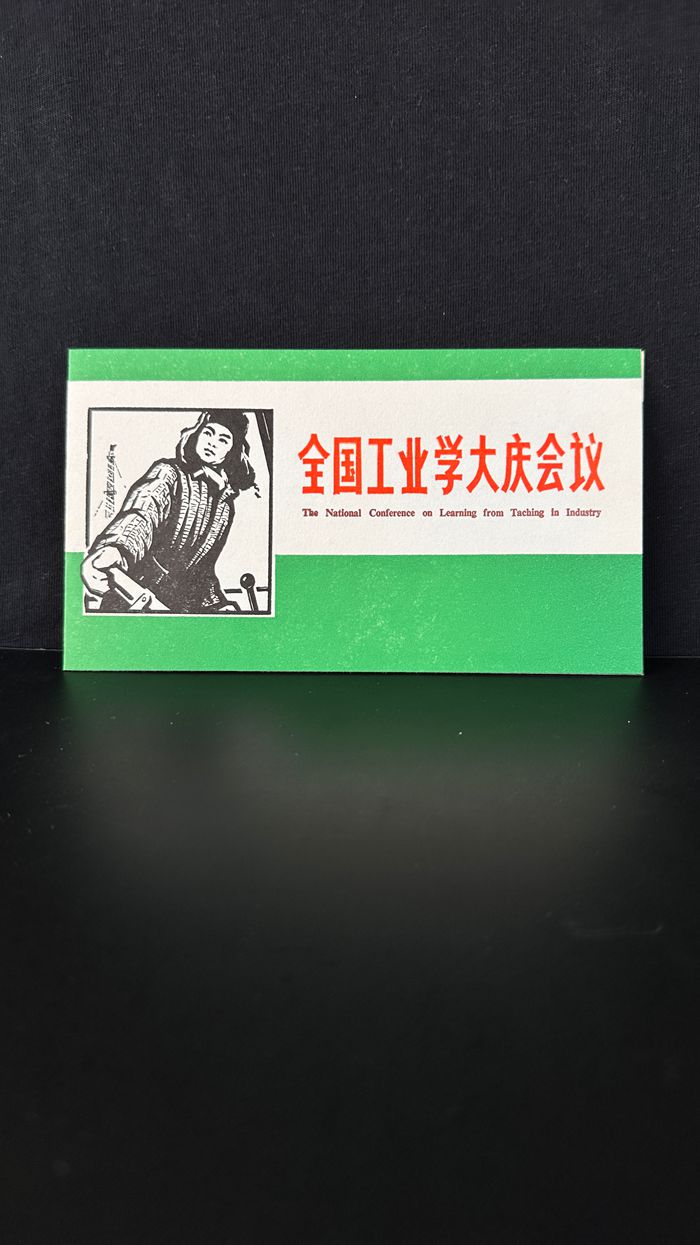 全国工业学大庆会议
The National Conference on Learning from Taching in Industry